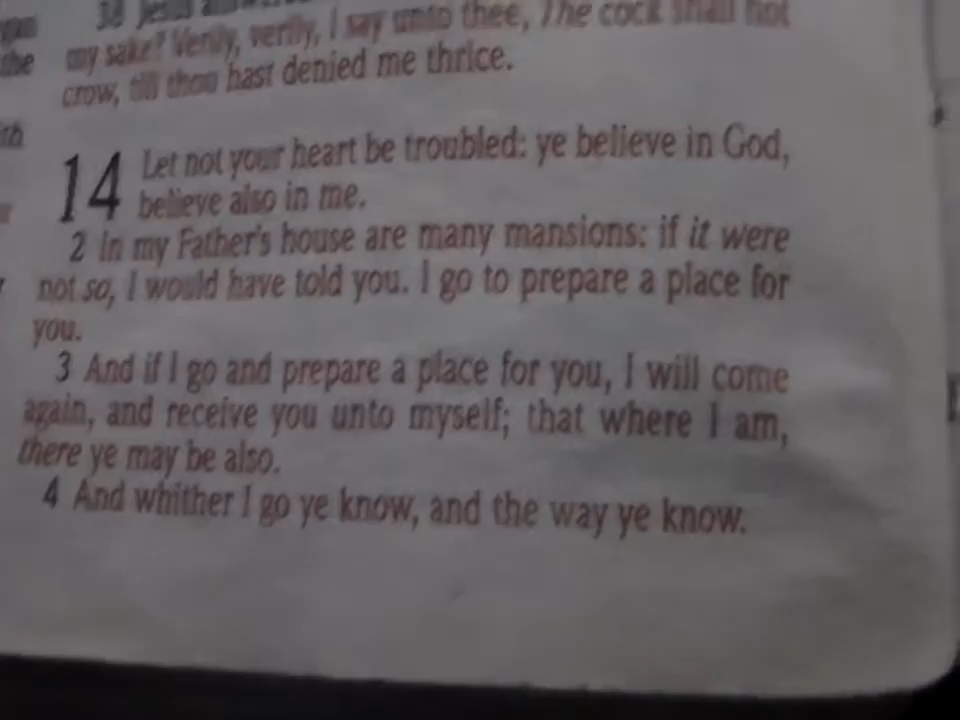 38 Jesus
my sake? Verily, verily, I say unto thee, The cock shall not
crow, till thou hast denied me thrice.
14 Let not your heart be troubled: ye believe in God,
believe also in me.
2 In my Father's house are many mansions: if it were
not so, I would have told you. I go to prepare a place for
you.
3 And if I go and prepare a place for you, I will come
again, and receive you unto myself; that where I am,
there ye may be also.
4 And whither I go ye know, and the way ye know.